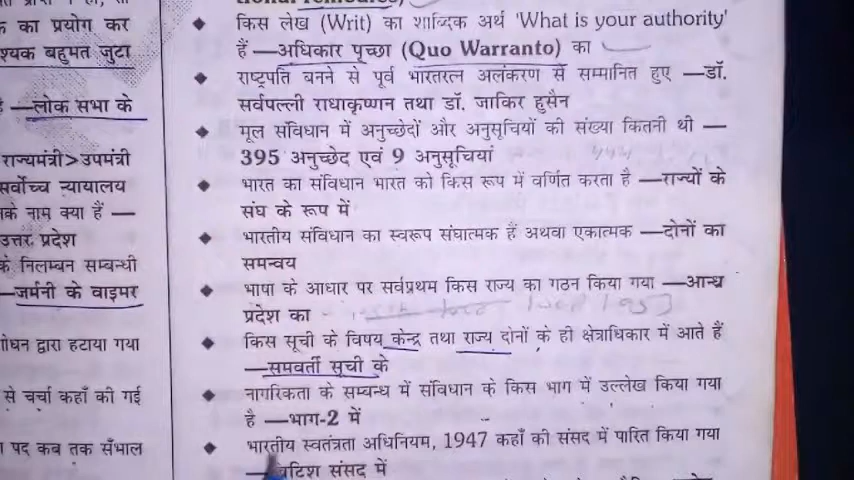 क का प्रयोग कर
श्यक बहुमत जुटा
—लोक सभा के
राज्यमंत्री>उपमंत्री
सर्वोच्च न्यायालय
के नाम क्या हैं —
उत्तर प्रदेश
के निलम्बन सम्बन्धी
—जर्मनी के वाइमर
शोधन द्वारा हटाया गया
से चर्चा कहाँ की गई
पद कब तक सँभाल
किस लेख (Writ) का शाब्दिक अर्थ 'What is your authority'
हैं —अधिकार पृच्छा (Quo Warranto) का
राष्ट्रपति बनने से पूर्व भारतरत्न अलंकरण से सम्मानित हुए —डॉ.
सर्वपल्ली राधाकृष्णन तथा डॉ. जाकिर हुसैन
मूल संविधान में अनुच्छेदों और अनुसूचियों की संख्या कितनी थी —
395 अनुच्छेद एवं 9 अनुसूचियां
भारत का संविधान भारत को किस रूप में वर्णित करता है —राज्यों के
संघ के रूप में
भारतीय संविधान का स्वरूप संघात्मक हैं अथवा एकात्मक —दोनों का
समन्वय
भाषा के आधार पर सर्वप्रथम किस राज्य का गठन किया गया —आन्ध्र
प्रदेश का
किस सूची के विषय केन्द्र तथा राज्य दोनों के ही क्षेत्राधिकार में आते हैं
—समवर्ती सूची के
नागरिकता के सम्बन्ध में संविधान के किस भाग में उल्लेख किया गया
है —भाग-2 में
भारतीय स्वतंत्रता अधिनियम, 1947 कहाँ की संसद में पारित किया गया
संसद में